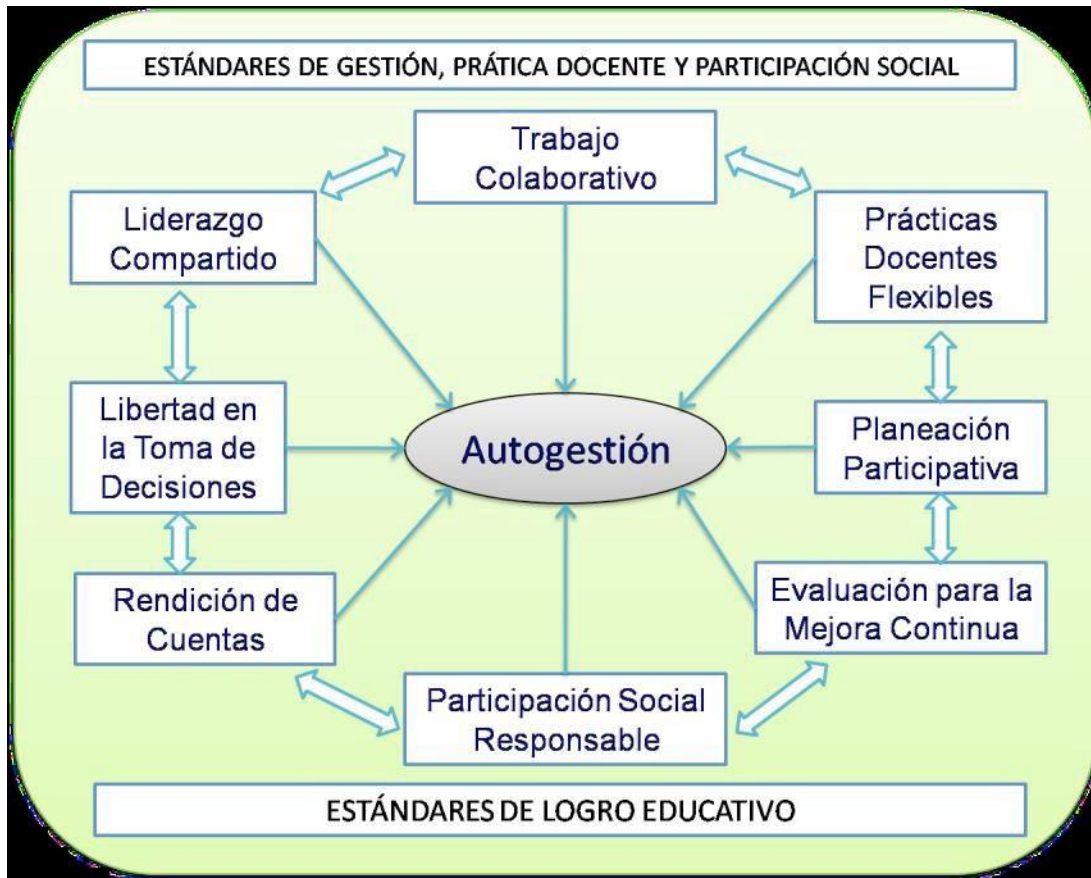 ESTÁNDARES DE GESTIÓN, PRÁTICA DOCENTE Y PARTICIPACIÓN SOCIAL
Trabajo
Colaborativo
Liderazgo
Compartido
Prácticas
Docentes
Flexibles
Libertad en
la Toma de
Decisiones
Autogestión
Planeación
Participativa
Rendición de
Cuentas
Evaluación para la
Mejora Continua
Participación Social
Responsable
ESTÁNDARES DE LOGRO EDUCATIVO